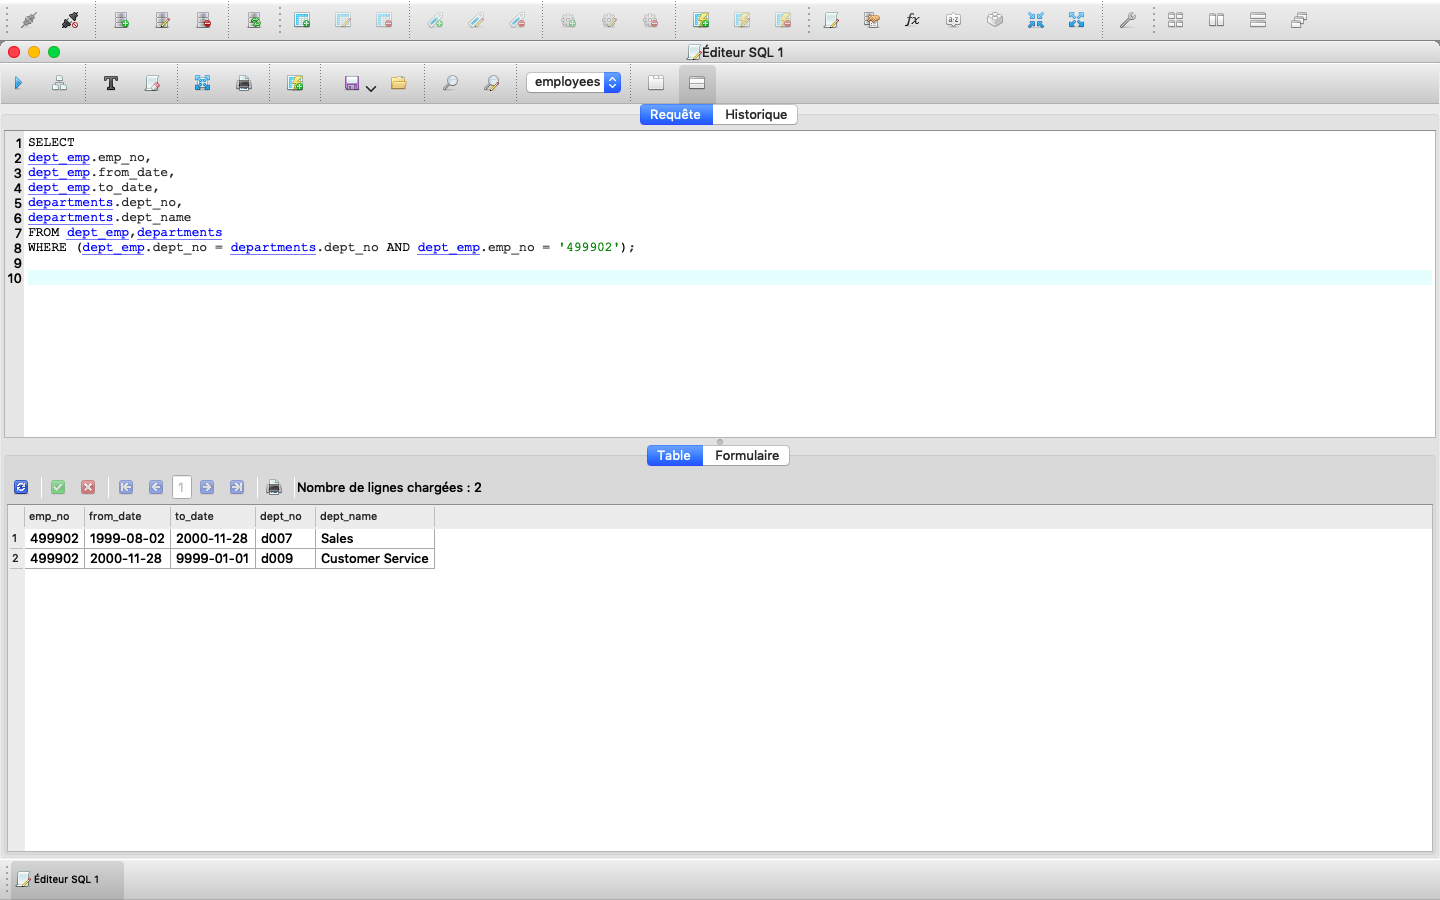 fx
a-z
Éditeur SQL 1
T
employees
Requête
Historique
1 SELECT
2 dept_emp.emp_no,
3 dept_emp.from_date,
4 dept_emp.to_date,
5 departments.dept_no,
6 departments.dept_name
7 FROM dept_emp,departments
8 WHERE (dept_emp.dept_no = departments.dept_no AND dept_emp.emp_no = '499902');
9
10
Table
Formulaire
1
Nombre de lignes chargées : 2
emp_no from_date to_date dept_no dept_name
1 499902 1999-08-02 2000-11-28 d007 Sales
2 499902 2000-11-28 9999-01-01 d009 Customer Service
Éditeur SQL 1